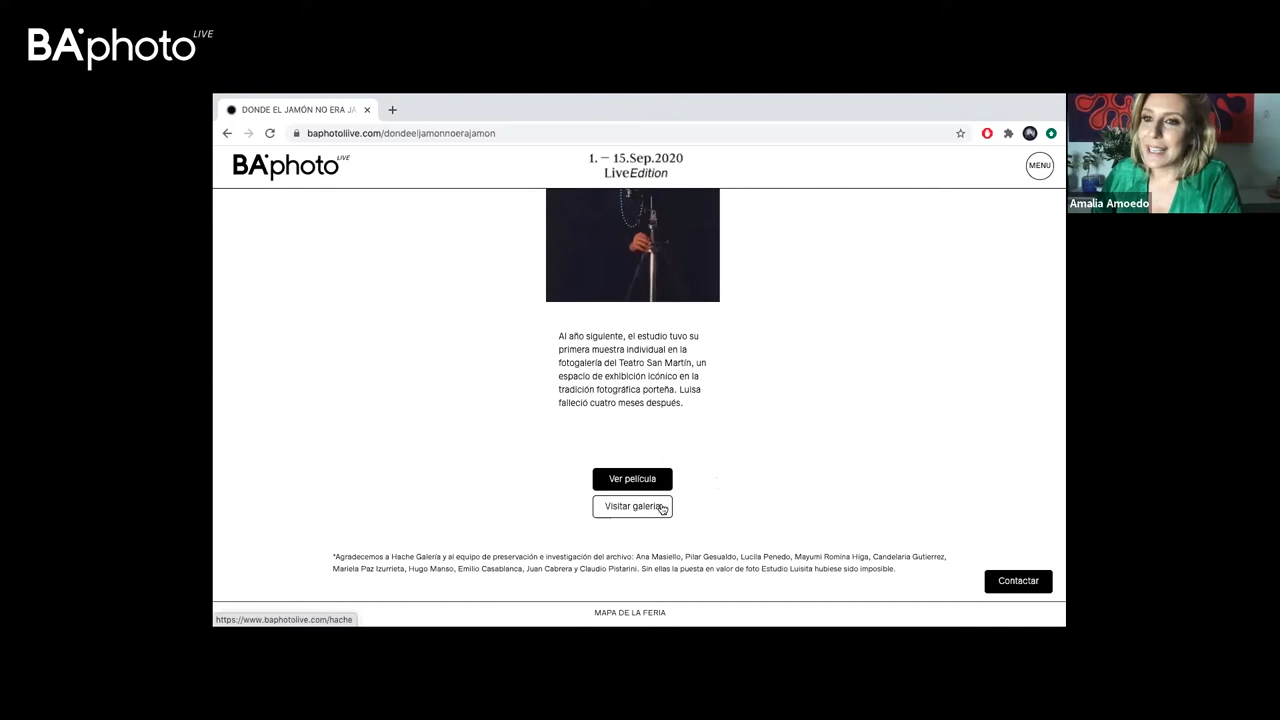 BAphoto LIVE
DONDE EL JAMÓN NO ERA JA
baphotoliive.com/dondeeljamonnoerajamon
BAphoto LIVE
1. — 15.Sep.2020
LiveEdition
MENU
Amalia Amoedo
Al año siguiente, el estudio tuvo su
primera muestra individual en la
fotogalería del Teatro San Martín, un
espacio de exhibición icónico en la
tradición fotográfica porteña. Luisa
falleció cuatro meses después.
Ver película
Visitar galería
*Agradecemos a Hache Galería y al equipo de preservación e investigación del archivo: Ana Masiello, Pilar Gesualdo, Lucila Penedo, Mayumi Romina Higa, Candelaria Gutierrez,
Mariela Paz Izurrieta, Hugo Manso, Emilio Casablanca, Juan Cabrera y Claudio Pistarini. Sin ellas la puesta en valor de foto Estudio Luisita hubiese sido imposible.
Contactar
MAPA DE LA FERIA
https://www.baphotolive.com/hache